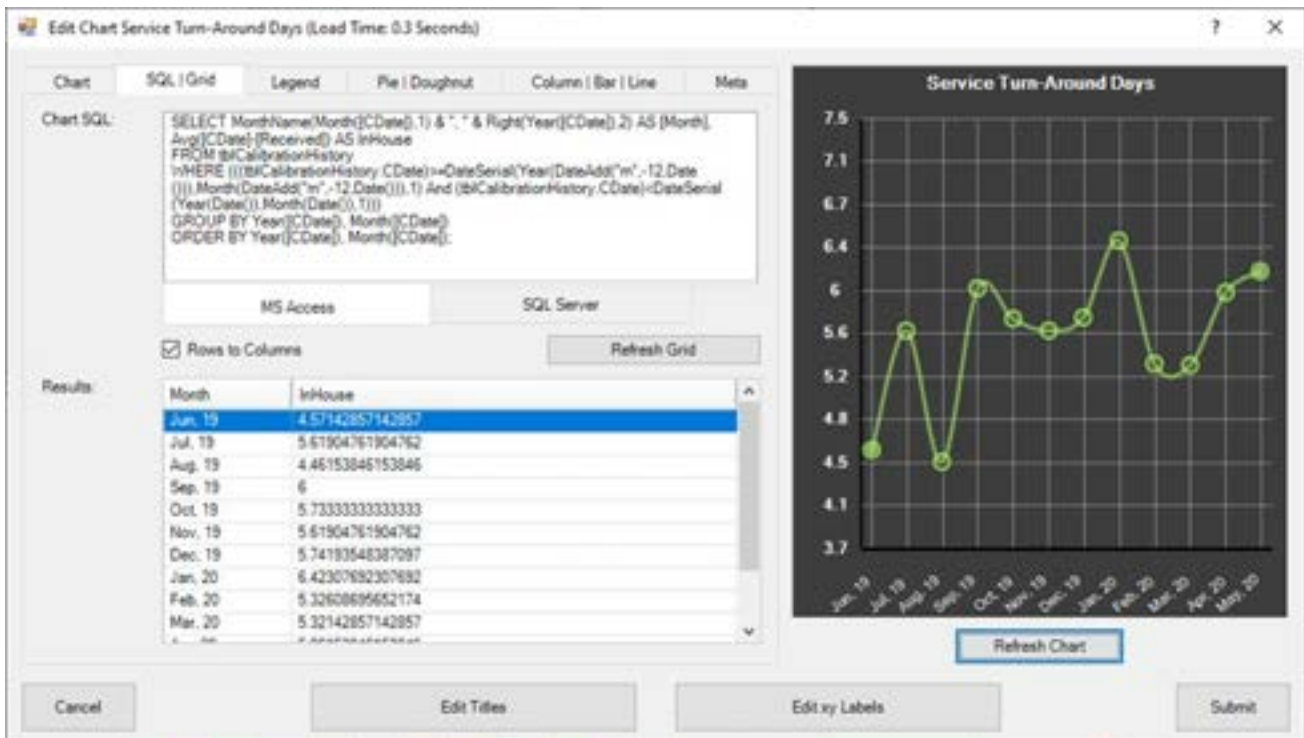 Edit Chart Service Turn-Around Days (Load Time: 0.3 Seconds)
?
Chart
SQL | Grid
Legend
Pie | Doughnut
Column | Bar | Line
Meta
Chart SQL:
SELECT MonthName(Month([CDate]),1) & ", " & Right(Year([CDate]),2) AS [Month],
Avg([CDate]-[Received]) AS InHouse
FROM tblCalibrationHistory
WHERE (((tblCalibrationHistory.CDate)>=DateSerial(Year(DateAdd("m",-12,Date
())),Month(DateAdd("m",-12,Date())),1) And (tblCalibrationHistory.CDate)<DateSerial
(Year(Date()),Month(Date()),1)))
GROUP BY Year([CDate]), Month([CDate])
ORDER BY Year([CDate]), Month([CDate]);
MS Access
SQL Server
Rows to Columns
Refresh Grid
Results:
Month InHouse
Jun, 19 4.57142857142857
Jul, 19 5.61904761904762
Aug, 19 4.46153846153846
Sep, 19 6
Oct, 19 5.73333333333333
Nov, 19 5.61904761904762
Dec, 19 5.74193548387097
Jan, 20 6.42307692307692
Feb, 20 5.32608695652174
Mar, 20 5.32142857142857
Service Turn-Around Days
7.5
7.1
6.7
6.4
6
5.6
5.2
4.8
4.5
4.1
3.7
Jun, 19
Jul, 19
Aug, 19
Sep, 19
Oct, 19
Nov, 19
Dec, 19
Jan, 20
Feb, 20
Mar, 20
Apr, 20
May, 20
Refresh Chart
Cancel
Edit Titles
Edit xy Labels
Submit